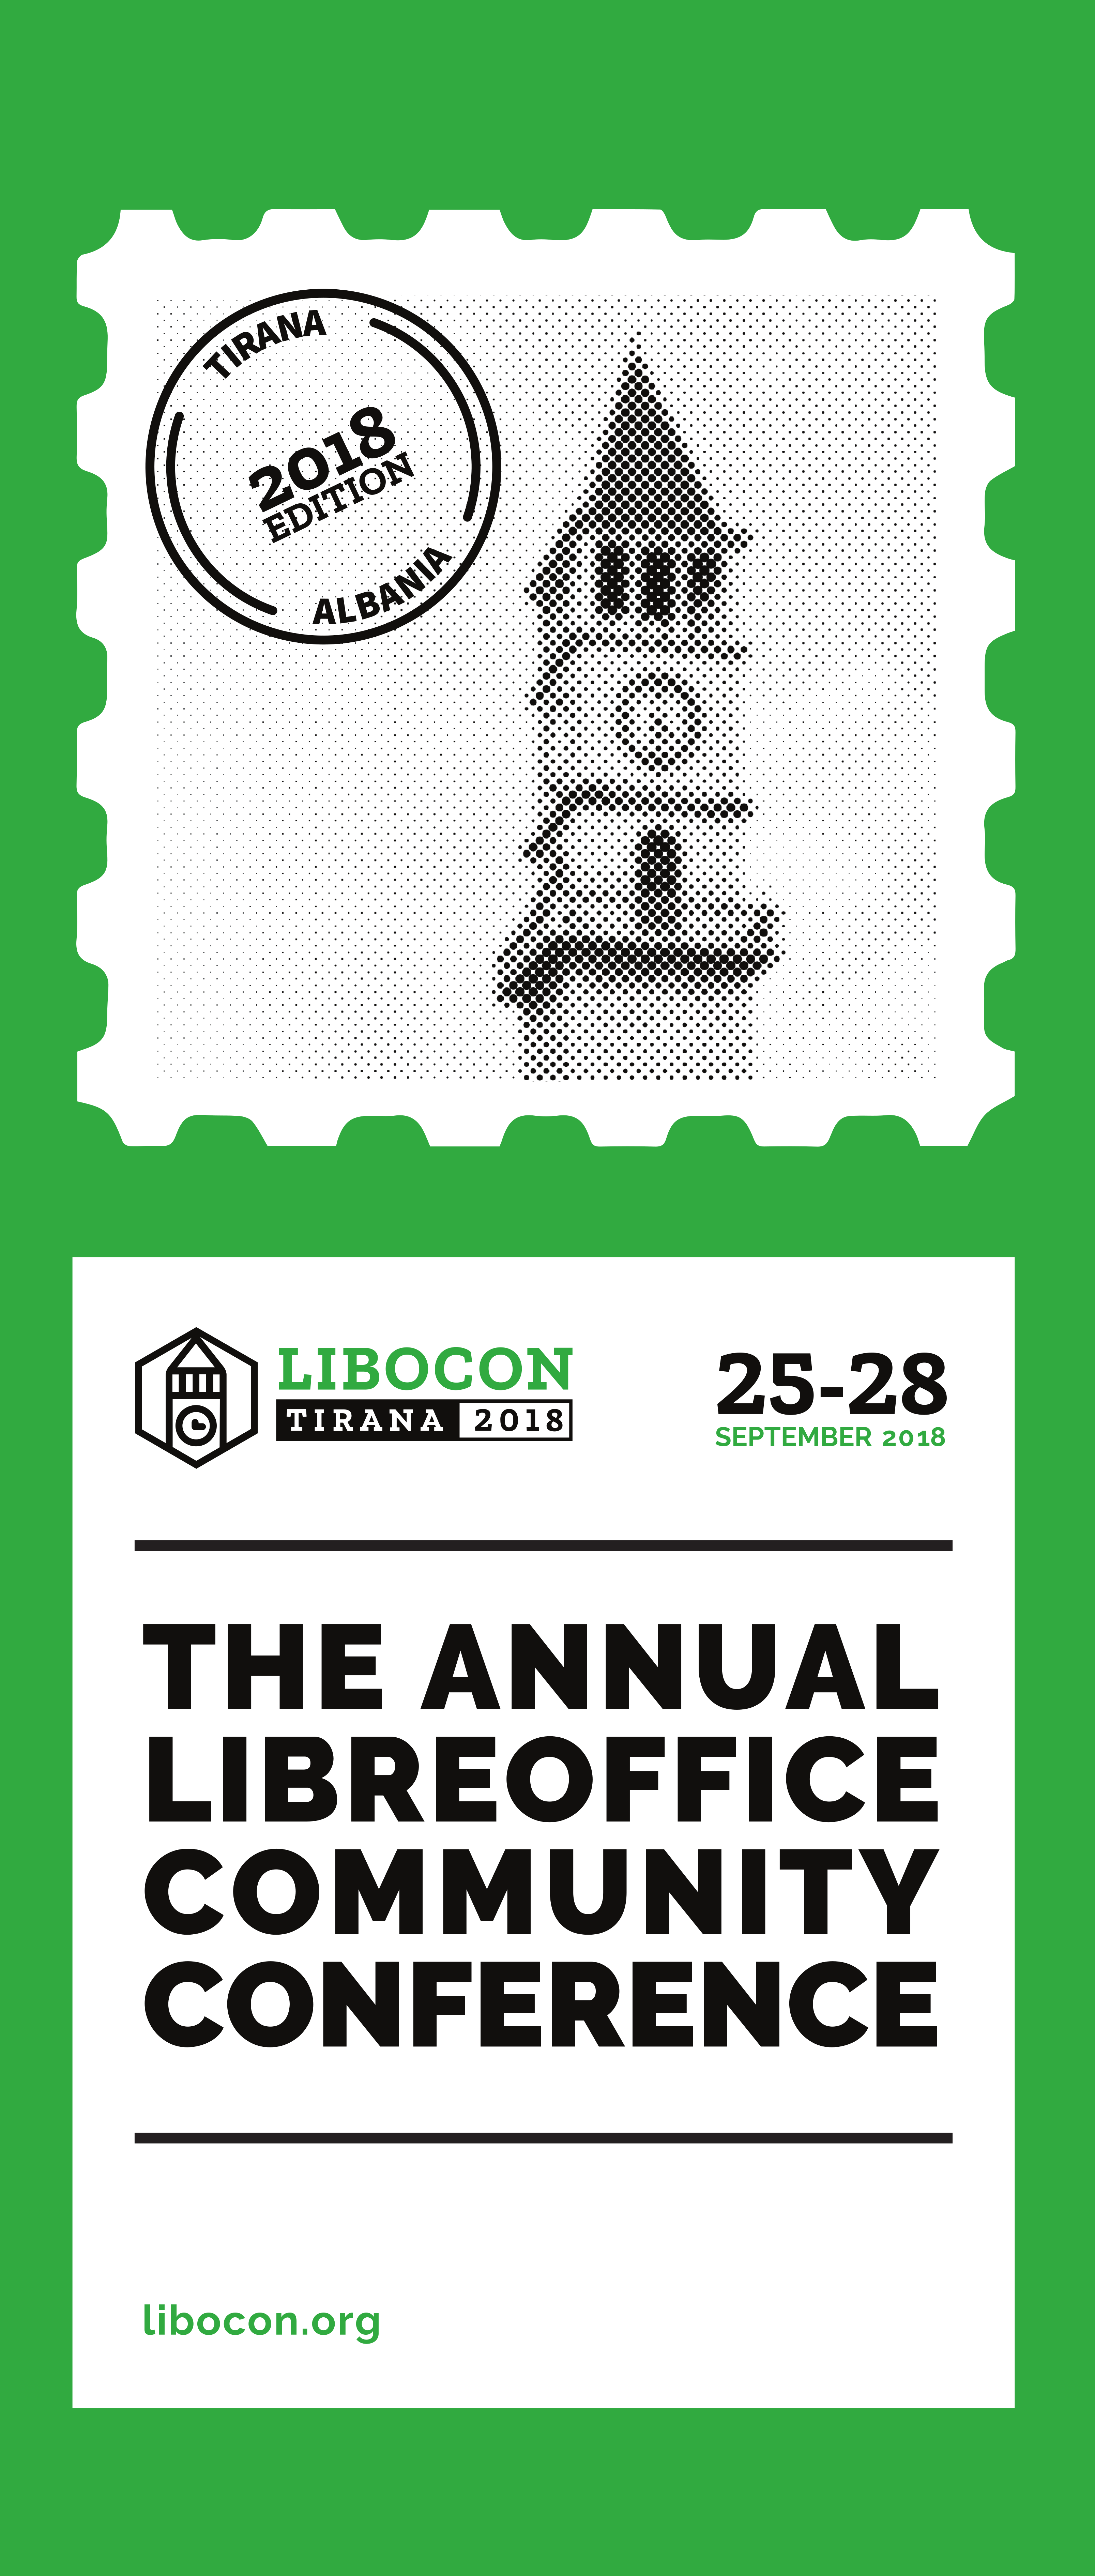 TIRANA
2018
EDITION
ALBANIA
LIBOCON
TIRANA 2018
25-28
SEPTEMBER 2018
THE ANNUAL
LIBREOFFICE
COMMUNITY
CONFERENCE
libocon.org